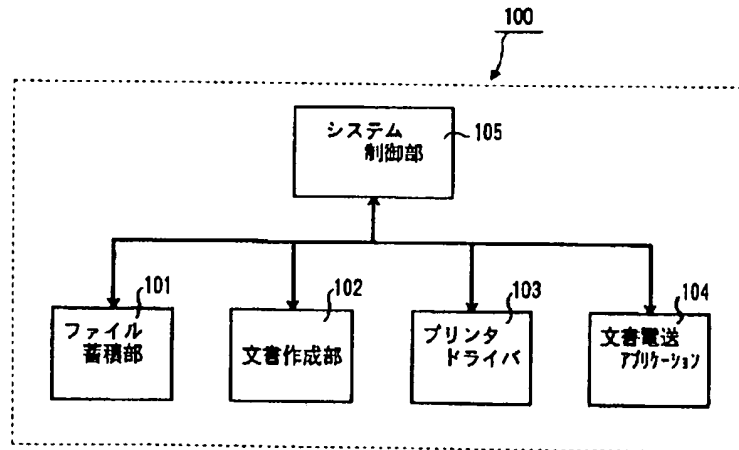 100
システム
制御部
105
101
ファイル
蓄積部
102
文書作成部
103
プリンタ
ドライバ
104
文書電送
アプリケーション